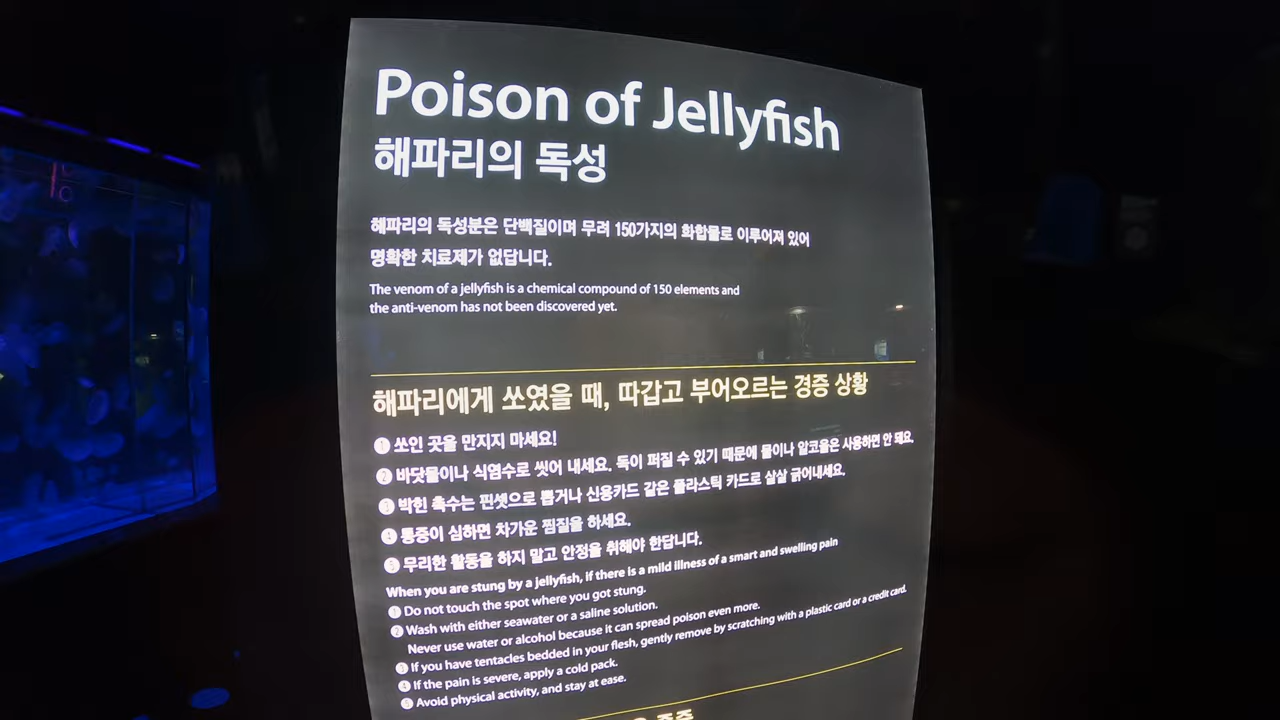 Poison of Jellyfish
해파리의 독성
해파리의 독성분은 단백질이며 무려 150가지의 화합물로 이루어져 있어
명확한 치료제가 없답니다.
The venom of a jellyfish is a chemical compound of 150 elements and
the anti-venom has not been discovered yet.
해파리에게 쏘였을 때, 따갑고 부어오르는 경증 상황
1 쏘인 곳을 만지지 마세요!
2 바닷물이나 식염수로 씻어 내세요. 독이 퍼질 수 있기 때문에 물이나 알코올은 사용하면 안 돼요.
3 박힌 촉수는 핀셋으로 뽑거나 신용카드 같은 플라스틱 카드로 살살 긁어내세요.
4 통증이 심하면 차가운 찜질을 하세요.
5 무리한 활동을 하지 말고 안정을 취해야 한답니다.
When you are stung by a jellyfish, if there is a mild illness of a smart and swelling pain
1 Do not touch the spot where you got stung.
2 Wash with either seawater or a saline solution.
Never use water or alcohol because it can spread poison even more.
3 If you have tentacles bedded in your flesh, gently remove by scratching with a plastic card or a credit card.
4 If the pain is severe, apply a cold pack.
5 Avoid physical activity, and stay at ease.